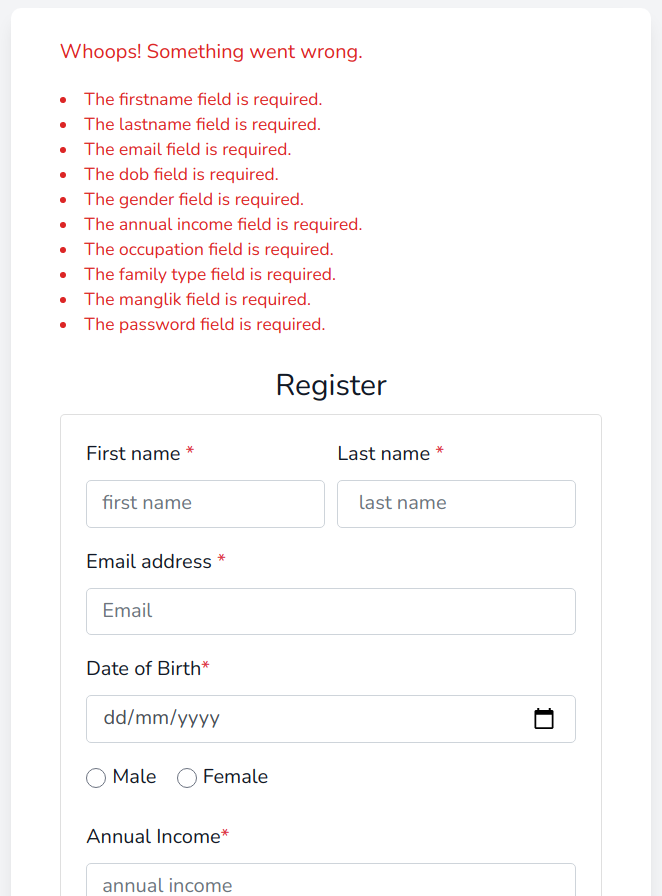 Whoops! Something went wrong.
• The firstname field is required.
• The lastname field is required.
• The email field is required.
• The dob field is required.
• The gender field is required.
• The annual income field is required.
• The occupation field is required.
• The family type field is required.
• The manglik field is required.
• The password field is required.
Register
First name * Last name *
first name last name
Email address *
Email
Date of Birth*
dd/mm/yyyy
Male Female
Annual Income*
annual income